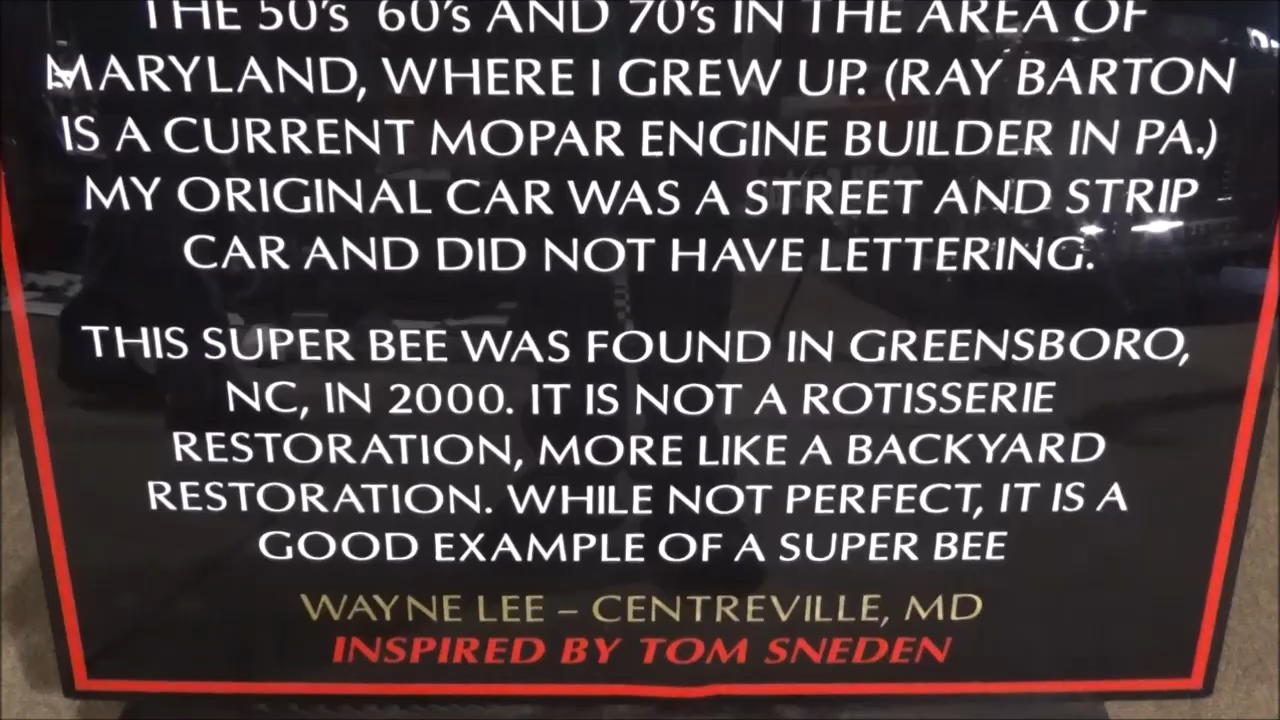 THE 50's 60's AND 70's IN THE AREA OF
MARYLAND, WHERE I GREW UP. (RAY BARTON
IS A CURRENT MOPAR ENGINE BUILDER IN PA.)
MY ORIGINAL CAR WAS A STREET AND STRIP
CAR AND DID NOT HAVE LETTERING.
THIS SUPER BEE WAS FOUND IN GREENSBORO,
NC, IN 2000. IT IS NOT A ROTISSERIE
RESTORATION, MORE LIKE A BACKYARD
RESTORATION. WHILE NOT PERFECT, IT IS A
GOOD EXAMPLE OF A SUPER BEE
WAYNE LEE – CENTREVILLE, MD
INSPIRED BY TOM SNEDEN